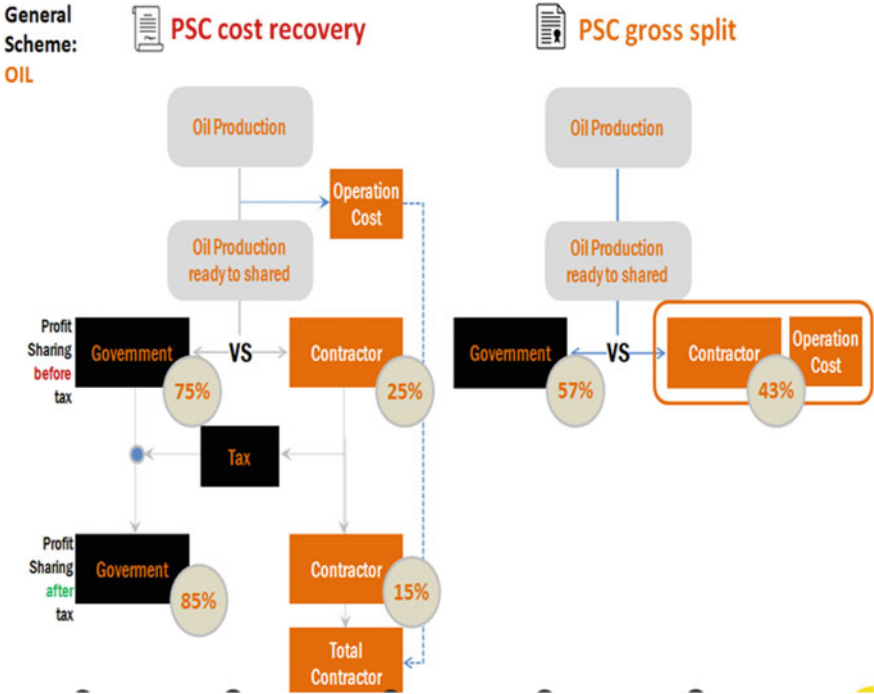 General
Scheme:
OIL
PSC cost recovery
Oil Production
Operation
Cost
Oil Production
ready to shared
Profit
Sharing
before
tax
Government
75%
VS
Contractor
25%
Tax
Profit
Sharing
after
tax
Goverment
85%
Contractor
15%
Total
Contractor
PSC gross split
Oil Production
Oil Production
ready to shared
Government
57%
VS
Contractor
43%
Operation
Cost